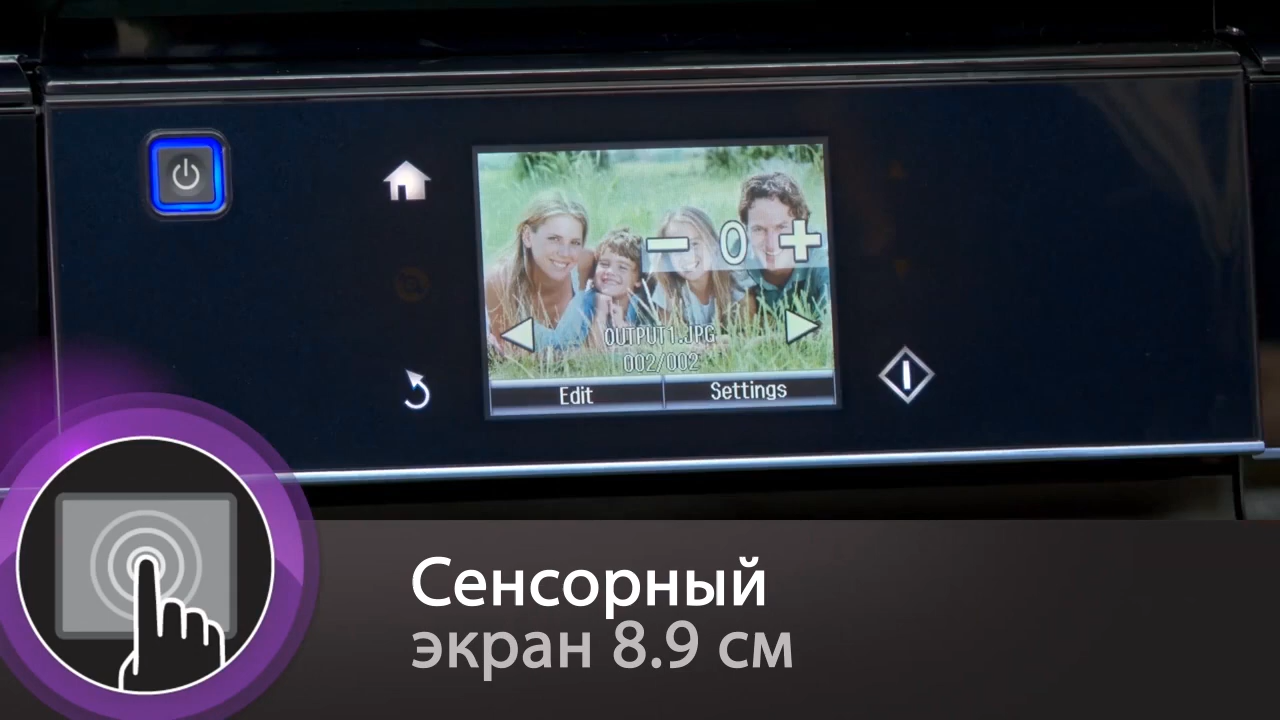 − 0 +
OUTPUT1.JPG
002/002
Edit Settings
Сенсорный
экран 8.9 см